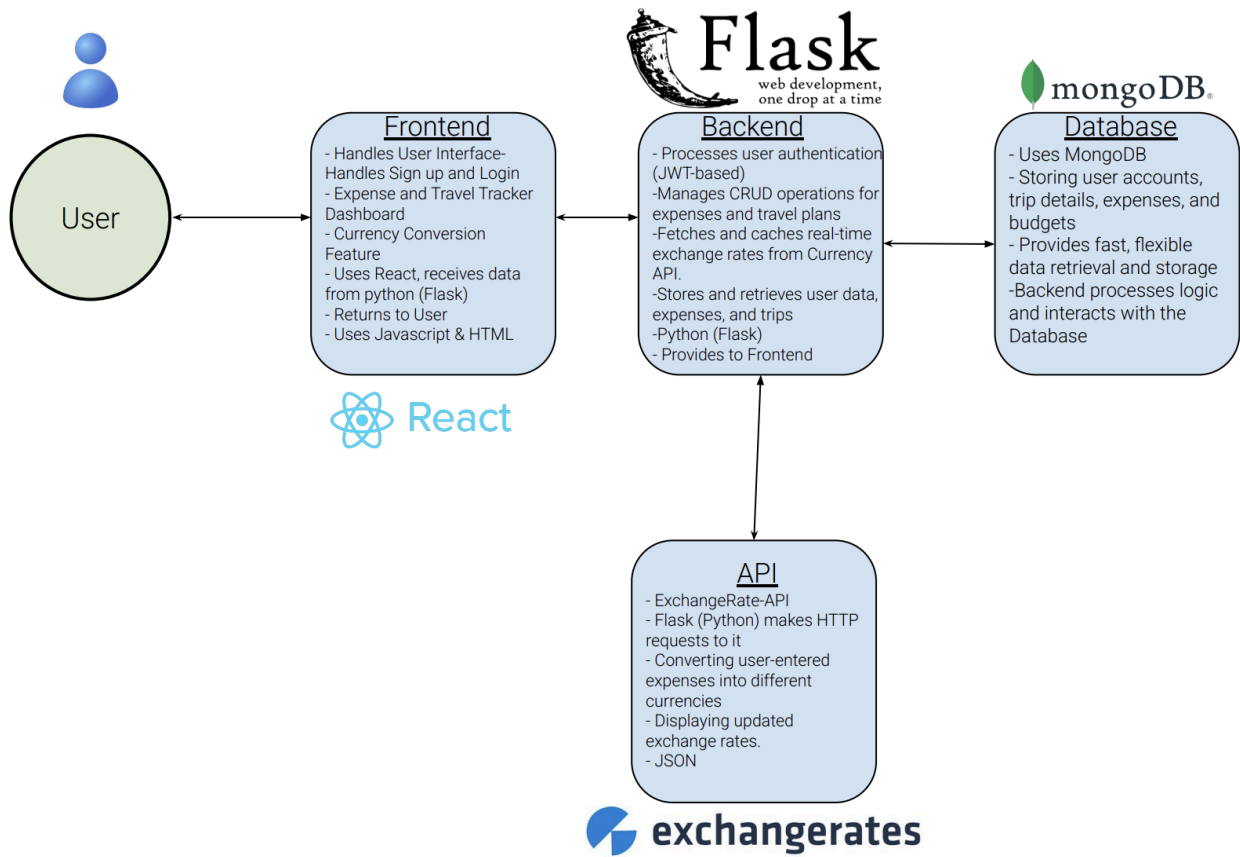 User
Frontend
- Handles User Interface-
Handles Sign up and Login
- Expense and Travel Tracker
Dashboard
- Currency Conversion
Feature
- Uses React, receives data
from python (Flask)
- Returns to User
- Uses Javascript & HTML
React
Flask
web development,
one drop at a time
Backend
- Processes user authentication
(JWT-based)
-Manages CRUD operations for
expenses and travel plans
-Fetches and caches real-time
exchange rates from Currency
API.
-Stores and retrieves user data,
expenses, and trips
-Python (Flask)
- Provides to Frontend
mongoDB®
Database
- Uses MongoDB
- Storing user accounts,
trip details, expenses, and
budgets
- Provides fast, flexible
data retrieval and storage
-Backend processes logic
and interacts with the
Database
API
- ExchangeRate-API
- Flask (Python) makes HTTP
requests to it
- Converting user-entered
expenses into different
currencies
- Displaying updated
exchange rates.
- JSON
exchangerates